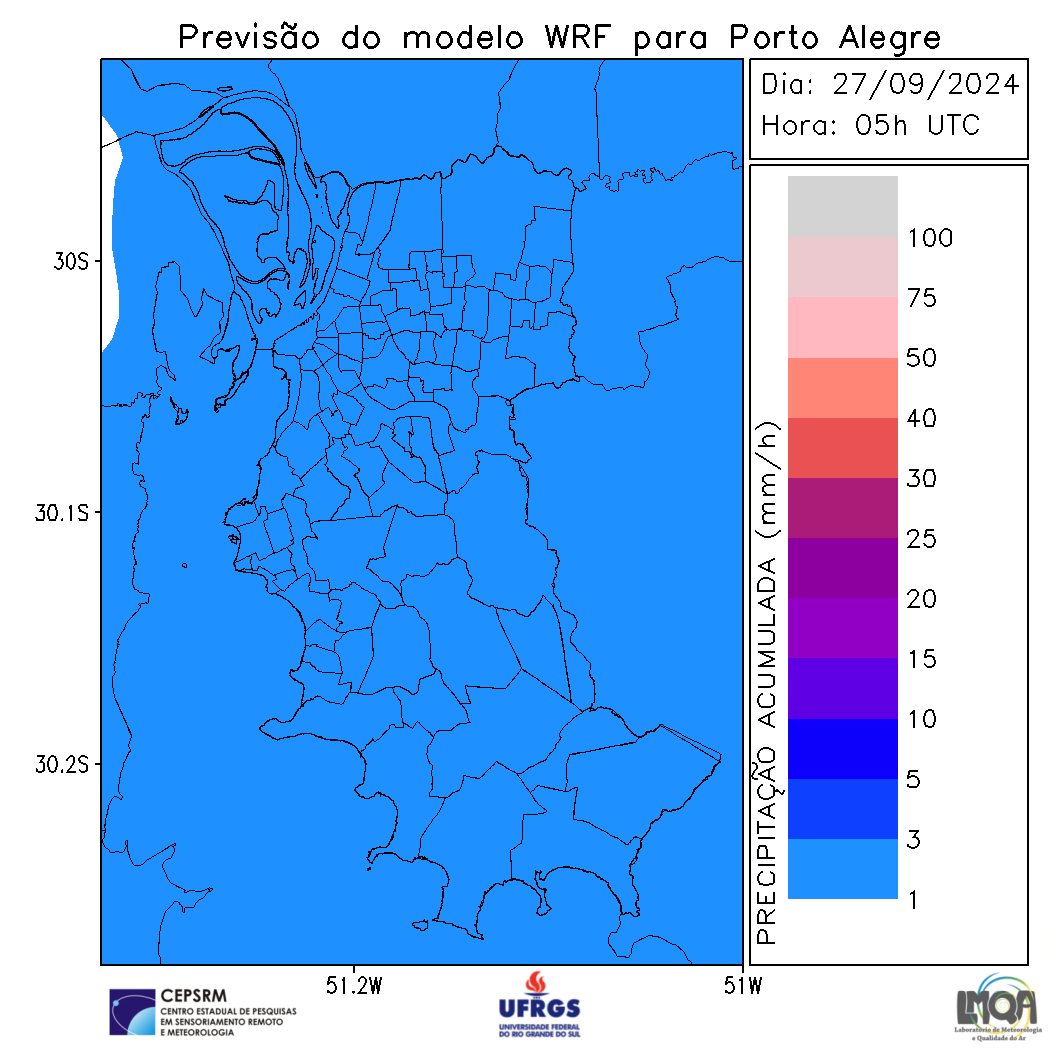 Previsão do modelo WRF para Porto Alegre
Dia: 27/09/2024
Hora: 05h UTC
30S
30.1S
30.2S
51.2W
51W
PRECIPITAÇÃO ACUMULADA (mm/h)
100
75
50
40
30
25
20
15
10
5
3
1
CEPSRM
CENTRO ESTADUAL DE PESQUISAS
EM SENSORIAMENTO REMOTO
E METEOROLOGIA
UFRGS
UNIVERSIDADE FEDERAL
DO RIO GRANDE DO SUL
LMQA
Laboratório de Meteorologia
e Qualidade do Ar